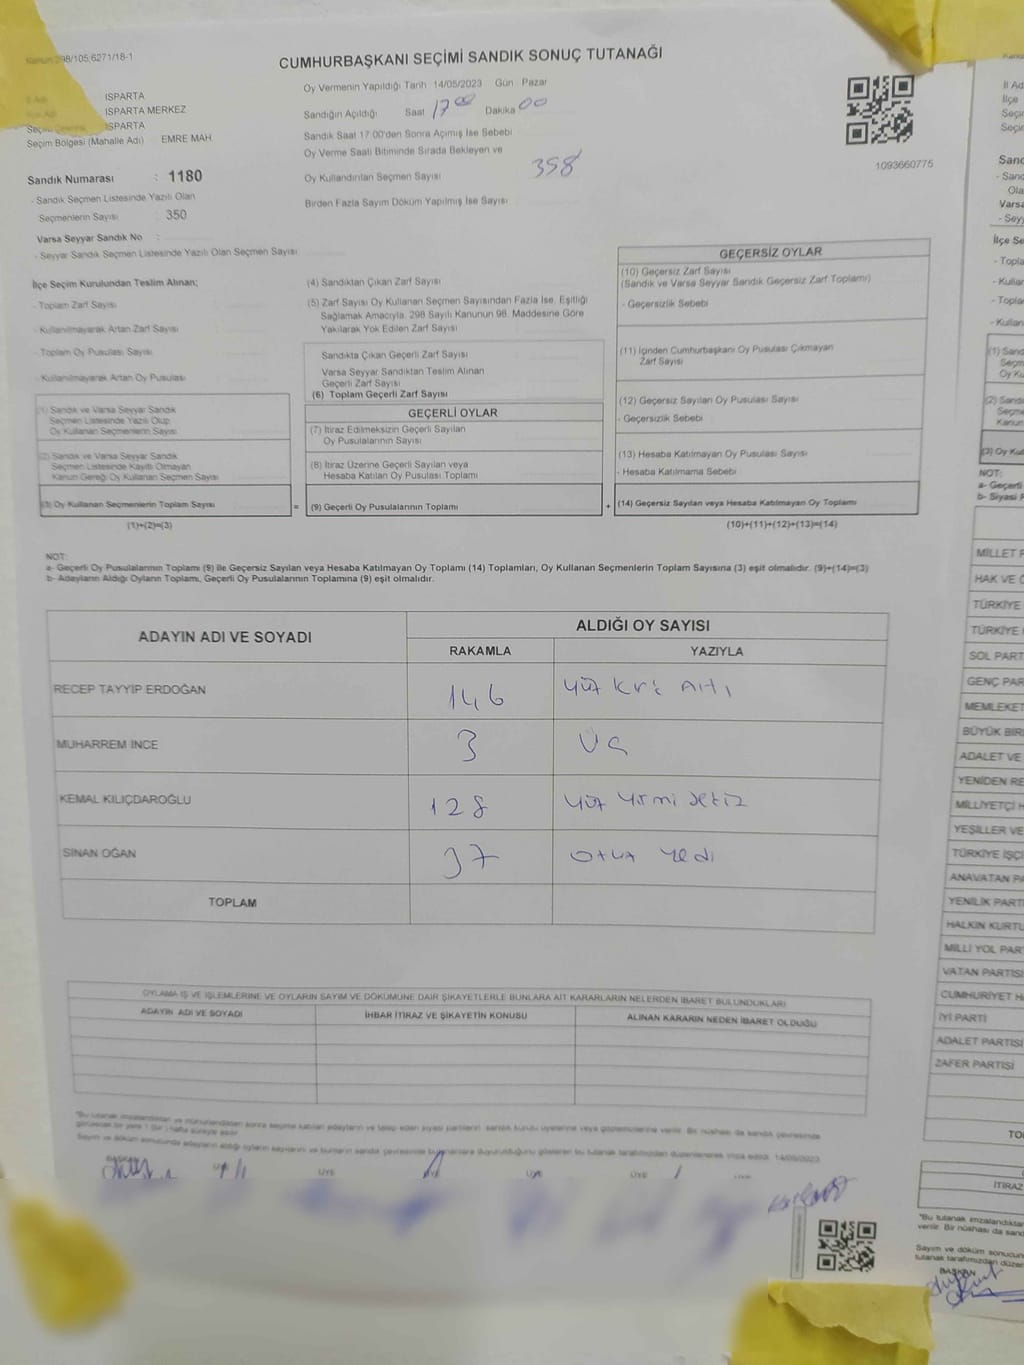 298/105;6271/18-1
CUMHURBAŞKANI SEÇİMİ SANDIK SONUÇ TUTANAĞI
ISPARTA
ISPARTA MERKEZ
ISPARTA
Seçim Bölgesi (Mahalle Adı) EMRE MAH.
Sandık Numarası : 1180
- Sandık Seçmen Listesinde Yazılı Olan
Seçmenlerin Sayısı : 350
Varsa Seyyar Sandık No :
- Seyyar Sandık Seçmen Listesinde Yazılı Olan Seçmen Sayısı
Oy Vermenin Yapıldığı Tarih 14/05/2023 Gün Pazar
Sandığın Açıldığı Saat 17 00 Dakika 00
Sandık Saat 17:00'den Sonra Açılmış İse Sebebi
Oy Verme Saati Bitiminde Sırada Bekleyen ve
Oy Kullandırılan Seçmen Sayısı 358
Birden Fazla Sayım Döküm Yapılmış İse Sayısı
1093660775
İlçe Seçim Kurulundan Teslim Alınan;
- Toplam Zarf Sayısı
- Kullanılmayarak Artan Zarf Sayısı
- Toplam Oy Pusulası Sayısı
- Kullanılmayarak Artan Oy Pusulası
(1) Sandık ve Varsa Seyyar Sandık
Seçmen Listesinde Yazılı Olup
Oy Kullanan Seçmenlerin Sayısı
(2) Sandık ve Varsa Seyyar Sandık
Seçmen Listesinde Kayıtlı Olmayan
Kanun Gereği Oy Kullanan Seçmen Sayısı
(3) Oy Kullanan Seçmenlerin Toplam Sayısı
(1)+(2)=(3)
(4) Sandıktan Çıkan Zarf Sayısı
(5) Zarf Sayısı Oy Kullanan Seçmen Sayısından Fazla İse, Eşitliği
Sağlamak Amacıyla, 298 Sayılı Kanunun 98. Maddesine Göre
Yakılarak Yok Edilen Zarf Sayısı
Sandıkta Çıkan Geçerli Zarf Sayısı
Varsa Seyyar Sandıktan Teslim Alınan
Geçerli Zarf Sayısı
(6) Toplam Geçerli Zarf Sayısı
GEÇERLİ OYLAR
(7) İtiraz Edilmeksizin Geçerli Sayılan
Oy Pusulalarının Sayısı
(8) İtiraz Üzerine Geçerli Sayılan veya
Hesaba Katılan Oy Pusulası Toplamı
= (9) Geçerli Oy Pusulalarının Toplamı +
GEÇERSİZ OYLAR
(10) Geçersiz Zarf Sayısı
(Sandık ve Varsa Seyyar Sandık Geçersiz Zarf Toplamı)
- Geçersizlik Sebebi
(11) İçinden Cumhurbaşkanı Oy Pusulası Çıkmayan
Zarf Sayısı
(12) Geçersiz Sayılan Oy Pusulası Sayısı
- Geçersizlik Sebebi
(13) Hesaba Katılmayan Oy Pusulası Sayısı
- Hesaba Katılmama Sebebi
(14) Geçersiz Sayılan veya Hesaba Katılmayan Oy Toplamı
(10)+(11)+(12)+(13)=(14)
NOT:
a- Geçerli Oy Pusulalarının Toplamı (9) ile Geçersiz Sayılan veya Hesaba Katılmayan Oy Toplamı (14) Toplamları, Oy Kullanan Seçmenlerin Toplam Sayısına (3) eşit olmalıdır. (9)+(14)=(3)
b- Adayların Aldığı Oyların Toplamı, Geçerli Oy Pusulalarının Toplamına (9) eşit olmalıdır.
ADAYIN ADI VE SOYADI ALDIĞI OY SAYISI
RAKAMLA YAZIYLA
RECEP TAYYİP ERDOĞAN 146 yüz kırk Altı
MUHARREM İNCE 3 Üç
KEMAL KILIÇDAROĞLU 128 yüz yirmi sekiz
SİNAN OĞAN 37 otuz yedi
TOPLAM
OYLAMA İŞ VE İŞLEMLERİNE VE OYLARIN SAYIM VE DÖKÜMÜNE DAİR ŞİKAYETLERLE BUNLARA AİT KARARLARIN NELERDEN İBARET BULUNDUKLARI
ADAYIN ADI VE SOYADI İHBAR İTİRAZ VE ŞİKAYETİN KONUSU ALINAN KARARIN NEDEN İBARET OLDUĞU
BAŞKAN ÜYE ÜYE ÜYE ÜYE
İl Ad
İlçe
Seçi
Seçi
Sand
- Sand
Ola
Varsa
- Sey
İlçe Se
- Topla
- Kullan
- Topla
- Kullan
(1) Sand
Seçm
Oy Ku
(2) Sand
Seçme
Kanun
(3) Oy Kul
NOT:
a- Geçerli
b- Siyasi P
MİLLET P
HAK VE Ö
TÜRKİYE
TÜRKİYE
SOL PART
GENÇ PAR
MEMLEKET
BÜYÜK BİRL
ADALET VE
YENİDEN RE
MİLLİYETÇİ H
YEŞİLLER VE
TÜRKİYE İŞÇİ
ANAVATAN PA
YENİLİK PARTİ
HALKIN KURTU
MİLLİ YOL PAR
VATAN PARTİSİ
CUMHURİYET HA
İYİ PARTİ
ADALET PARTİSİ
ZAFER PARTİSİ
TO
İTİRAZ
"Bu tutanak imzalandıktan
verilir. Bir nüshası da sand
Sayım ve döküm sonucun
tutanak tarafımızdan düzen
BAŞKAN